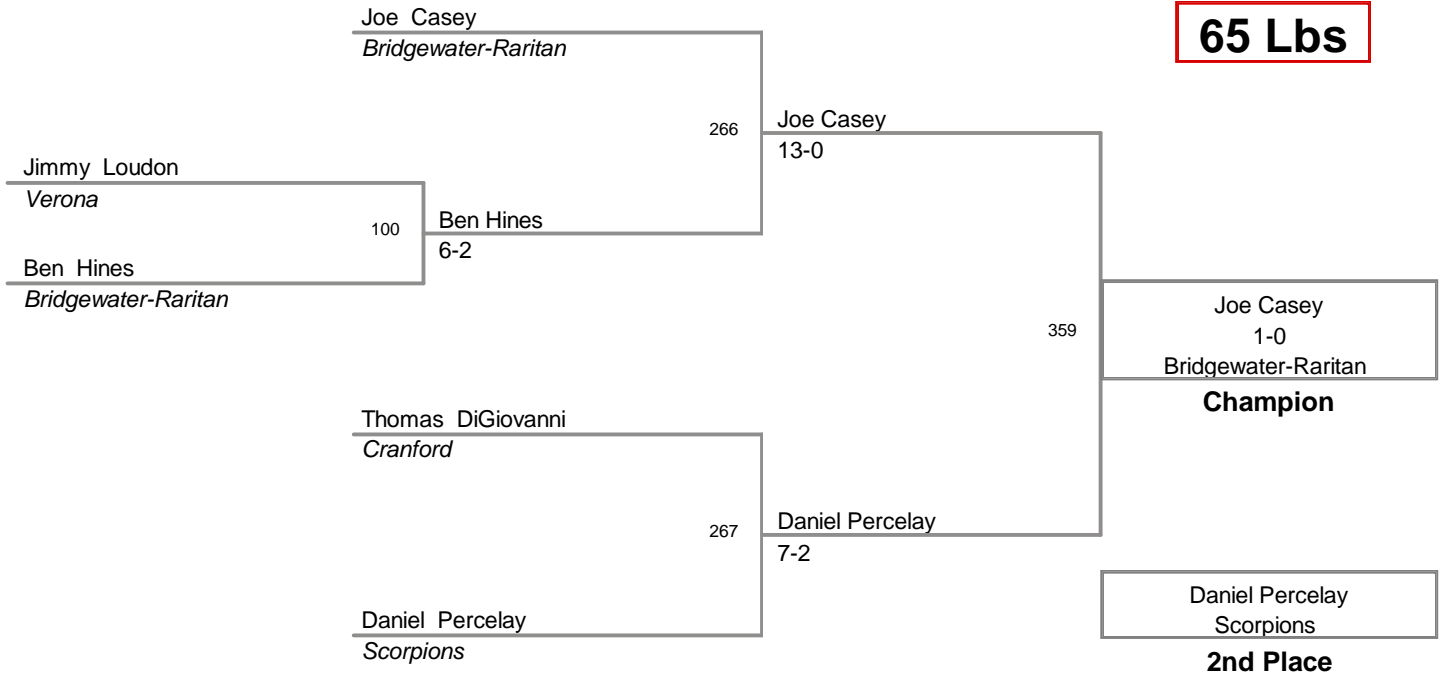 Joe Casey
Bridgewater-Raritan
65 Lbs
266
Joe Casey
13-0
Jimmy Loudon
Verona
100
Ben Hines
6-2
Ben Hines
Bridgewater-Raritan
359
Joe Casey
1-0
Bridgewater-Raritan
Champion
Thomas DiGiovanni
Cranford
267
Daniel Percelay
7-2
Daniel Percelay
Scorpions
Daniel Percelay
Scorpions
2nd Place